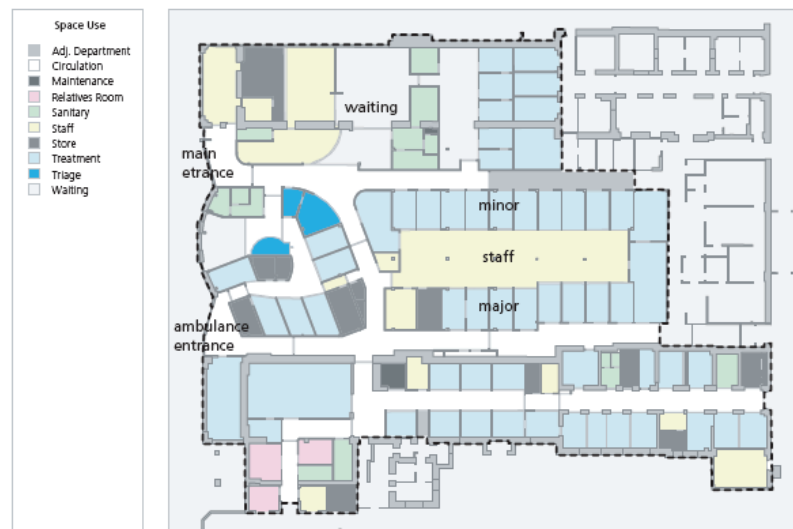 Space Use
Adj. Department
Circulation
Maintenance
Relatives Room
Sanitary
Staff
Store
Treatment
Triage
Waiting
waiting
main
etrance
minor
staff
major
ambulance
entrance